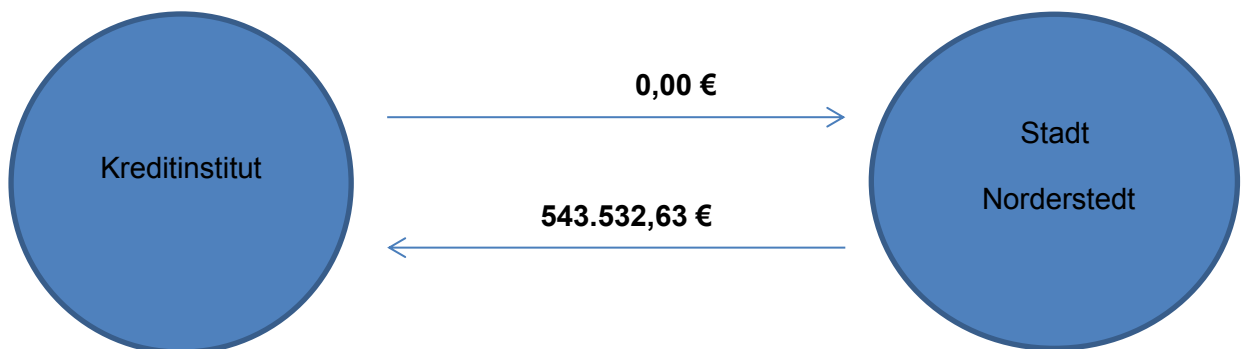 0,00 €
Kreditinstitut
Stadt
Norderstedt
543.532,63 €